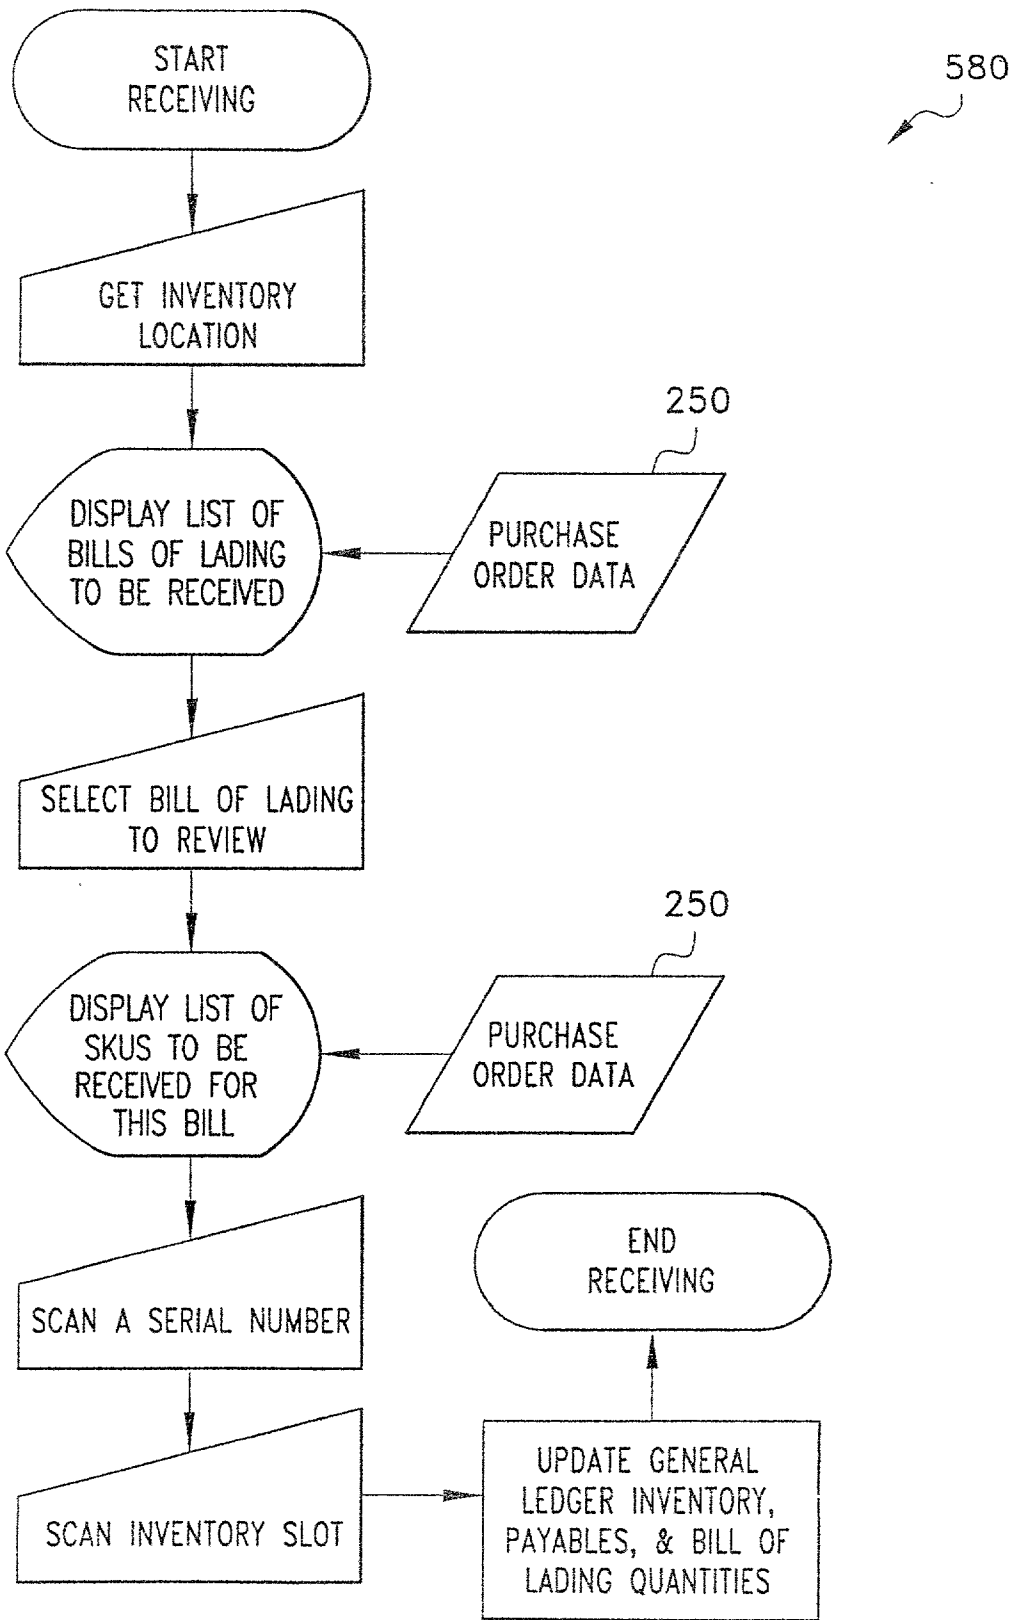 START
RECEIVING
580
GET INVENTORY
LOCATION
250
DISPLAY LIST OF
BILLS OF LADING
TO BE RECEIVED
PURCHASE
ORDER DATA
SELECT BILL OF LADING
TO REVIEW
250
DISPLAY LIST OF
SKUS TO BE
RECEIVED FOR
THIS BILL
PURCHASE
ORDER DATA
SCAN A SERIAL NUMBER
SCAN INVENTORY SLOT
UPDATE GENERAL
LEDGER INVENTORY,
PAYABLES, & BILL OF
LADING QUANTITIES
END
RECEIVING